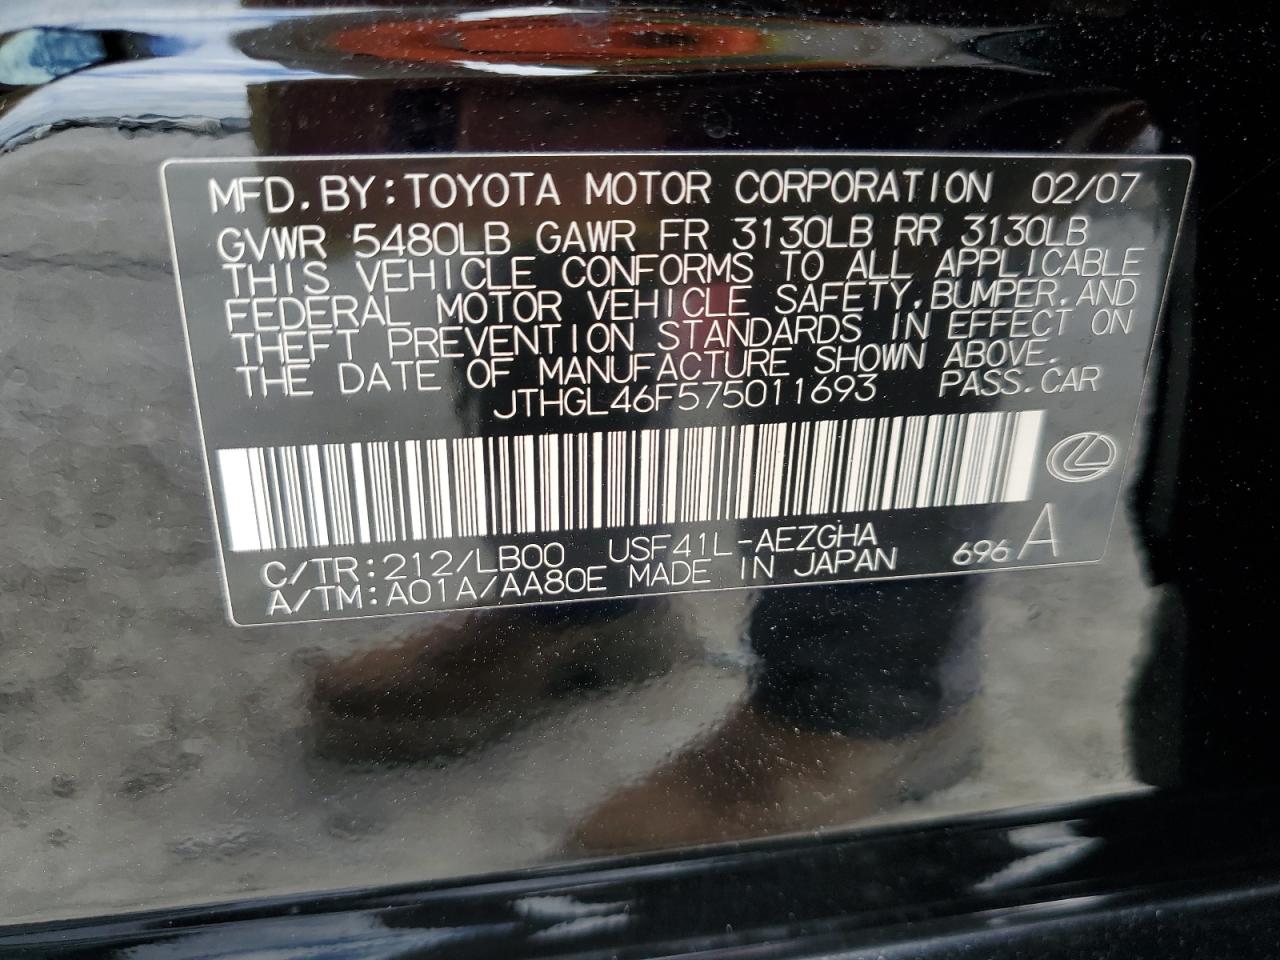 MFD. BY: TOYOTA MOTOR CORPORATION 02/07
GVWR 5480LB GAWR FR 3130LB RR 3130LB
THIS VEHICLE CONFORMS TO ALL APPLICABLE
FEDERAL MOTOR VEHICLE SAFETY, BUMPER, AND
THEFT PREVENTION STANDARDS IN EFFECT ON
THE DATE OF MANUFACTURE SHOWN ABOVE.
JTHGL46F575011693 PASS. CAR
C/TR: 212/LB00 USF41L-AEZGHA
A/TM: A01A/AA80E MADE IN JAPAN 696 A